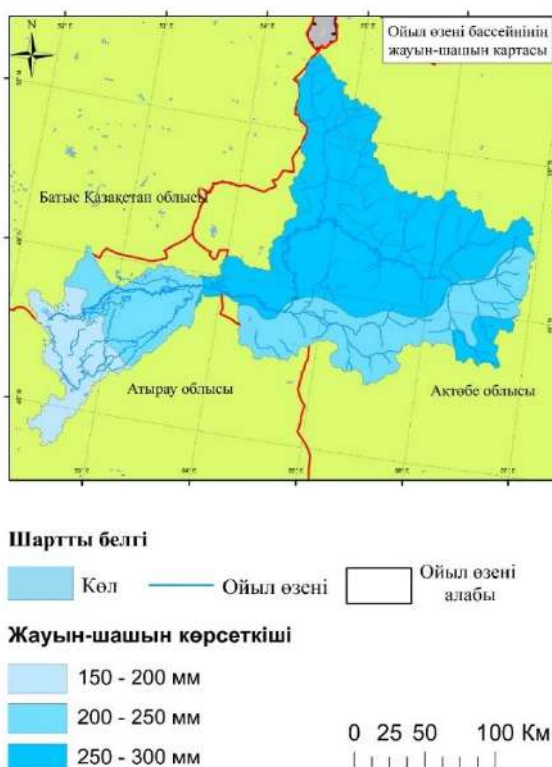 Ойыл өзені бассейнінің
жауын-шашын картасы
Батыс Қазақстан облысы
Атырау облысы
Ақтөбе облысы
Шартты белгі
Көл
Ойыл өзені
Ойыл өзені
алабы
Жауын-шашын көрсеткіші
150 - 200 мм
200 - 250 мм
250 - 300 мм
0 25 50 100 Км